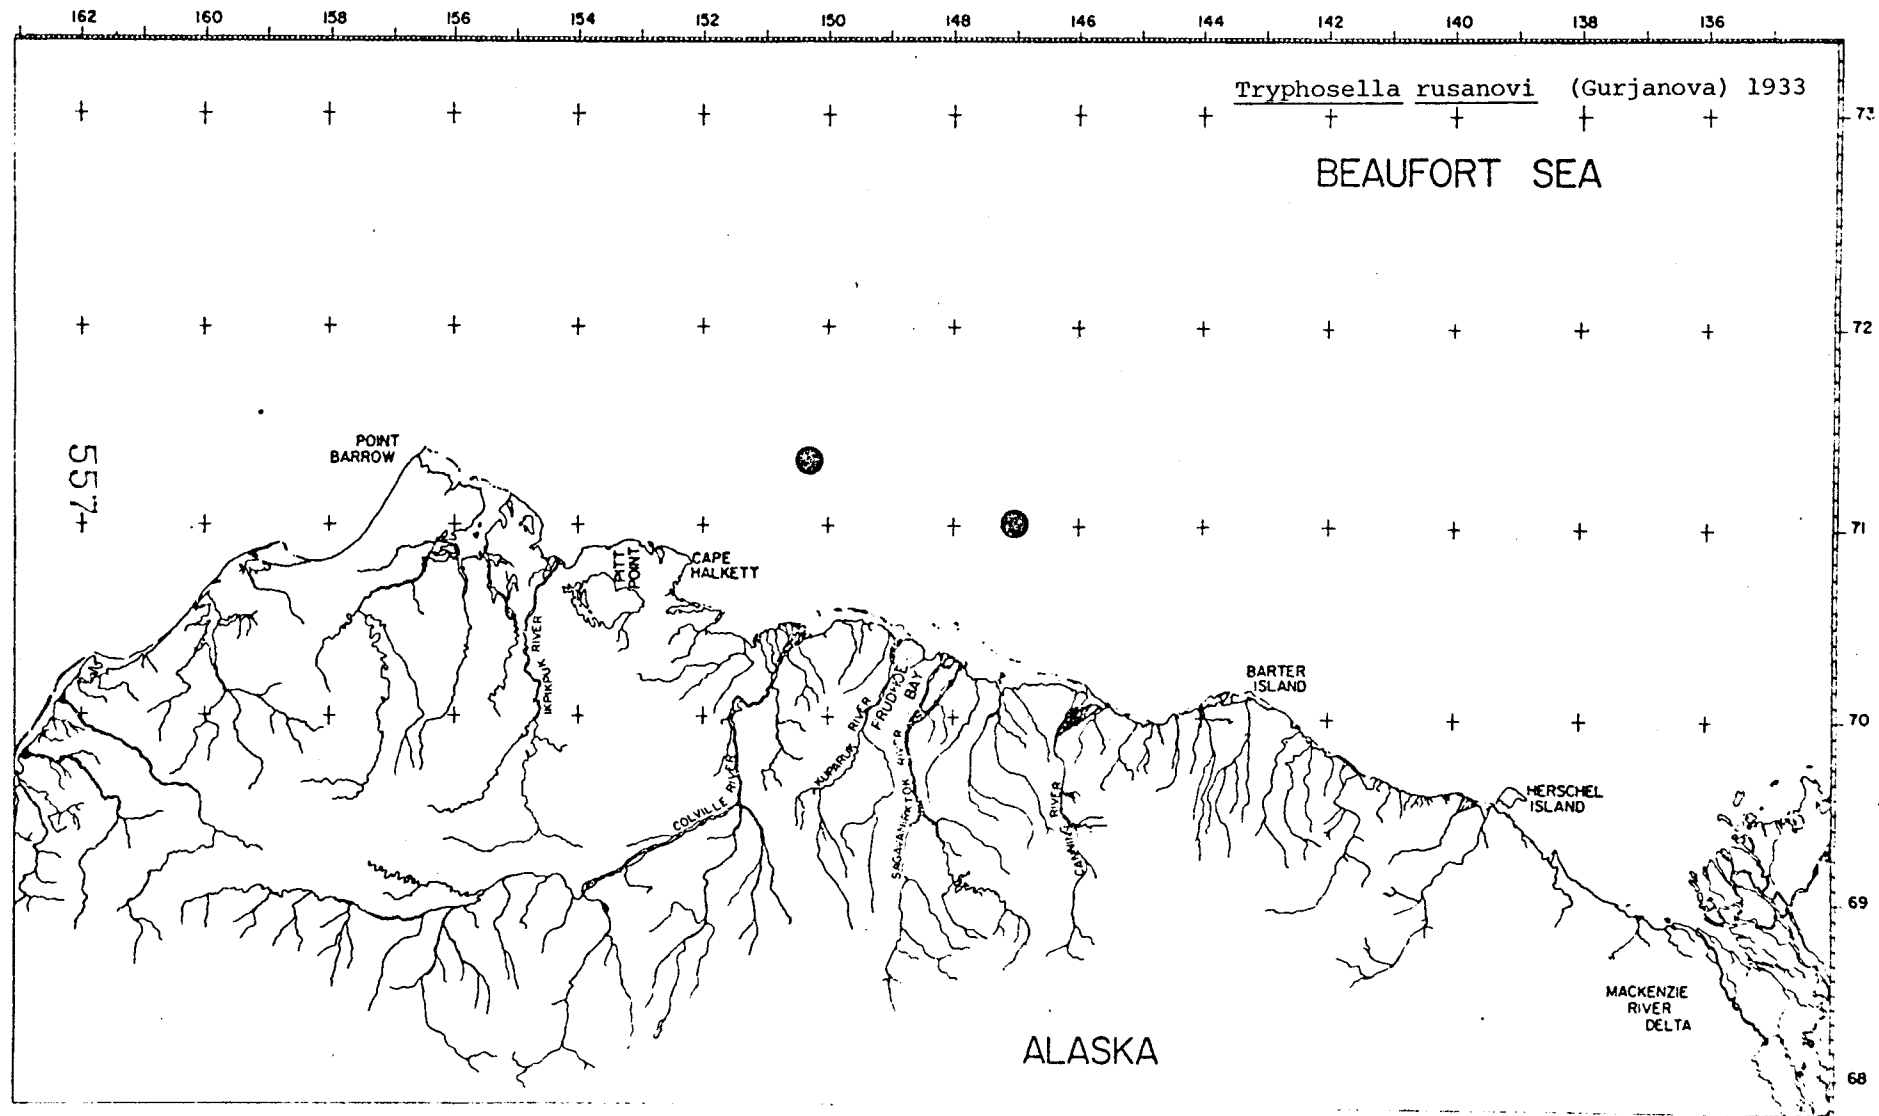 162 160 158 156 154 152 150 148 146 144 142 140 138 136
Tryphosella rusanovi (Gurjanova) 1933
73
BEAUFORT SEA
72
POINT
BARROW
557
71
PITT
POINT
CAPE
HALKETT
IKPIKPUK RIVER
BARTER
ISLAND
PRUDHOE
BAY
70
KUPARUK RIVER
COLVILLE RIVER
SAGAVANIRKTOK RIVER
CANNING RIVER
HERSCHEL
ISLAND
69
MACKENZIE
RIVER
DELTA
ALASKA
68